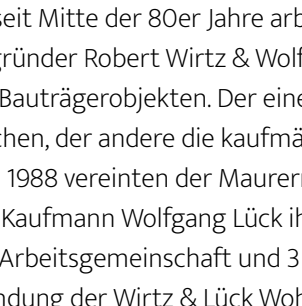 seit Mitte der 80er Jahre arb
gründer Robert Wirtz & Wolf
Bauträgerobjekten. Der eine
hen, der andere die kaufmä
1988 vereinten der Maurer
Kaufmann Wolfgang Lück ih
Arbeitsgemeinschaft und 3
ndung der Wirtz & Lück Woh